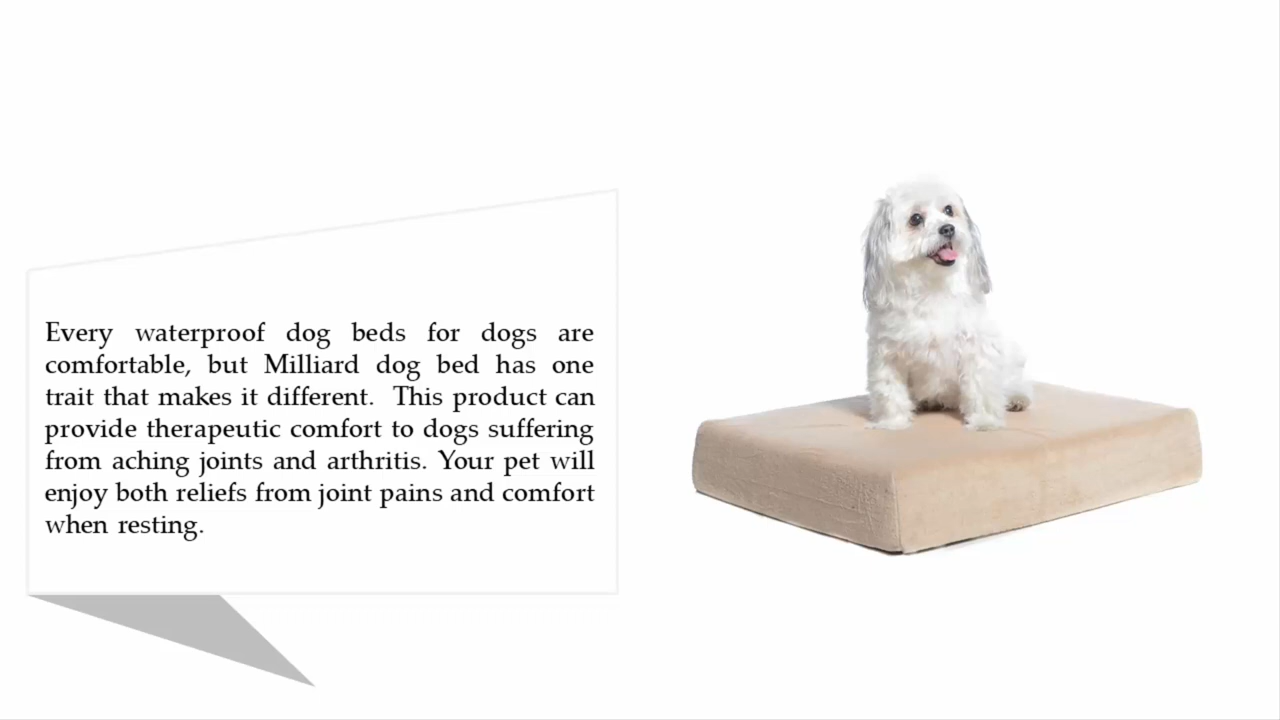 Every waterproof dog beds for dogs are
comfortable, but Milliard dog bed has one
trait that makes it different. This product can
provide therapeutic comfort to dogs suffering
from aching joints and arthritis. Your pet will
enjoy both reliefs from joint pains and comfort
when resting.